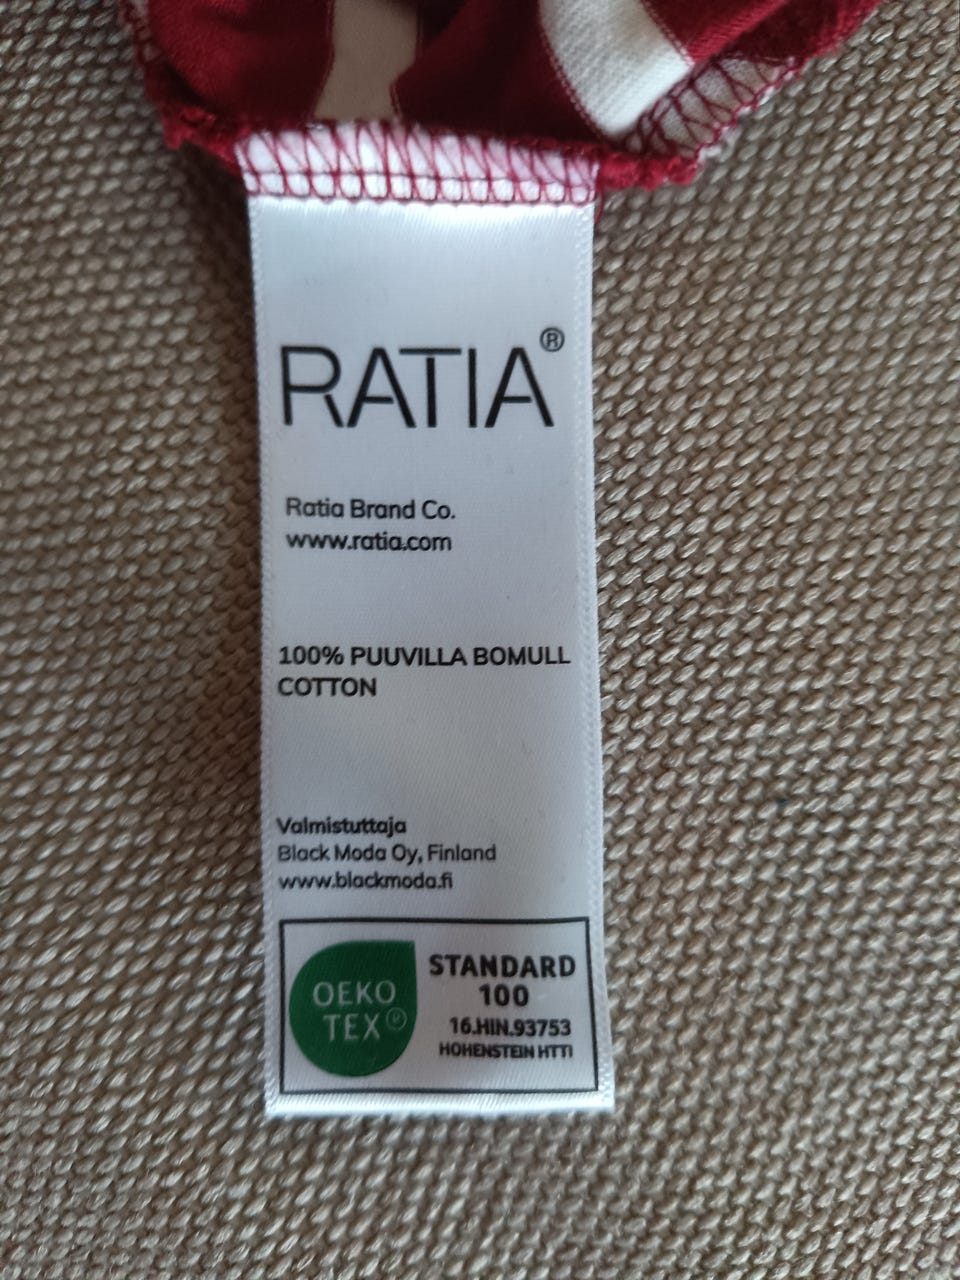 RATIA®
Ratia Brand Co.
www.ratia.com
100% PUUVILLA BOMULL
COTTON
Valmistuttaja
Black Moda Oy, Finland
www.blackmoda.fi
OEKO
TEX®
STANDARD
100
16.HIN.93753
HOHENSTEIN HTTI